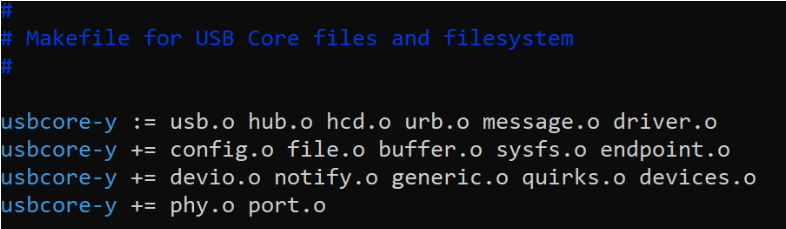 #
# Makefile for USB Core files and filesystem
#
usbcore-y := usb.o hub.o hcd.o urb.o message.o driver.o
usbcore-y += config.o file.o buffer.o sysfs.o endpoint.o
usbcore-y += devio.o notify.o generic.o quirks.o devices.o
usbcore-y += phy.o port.o